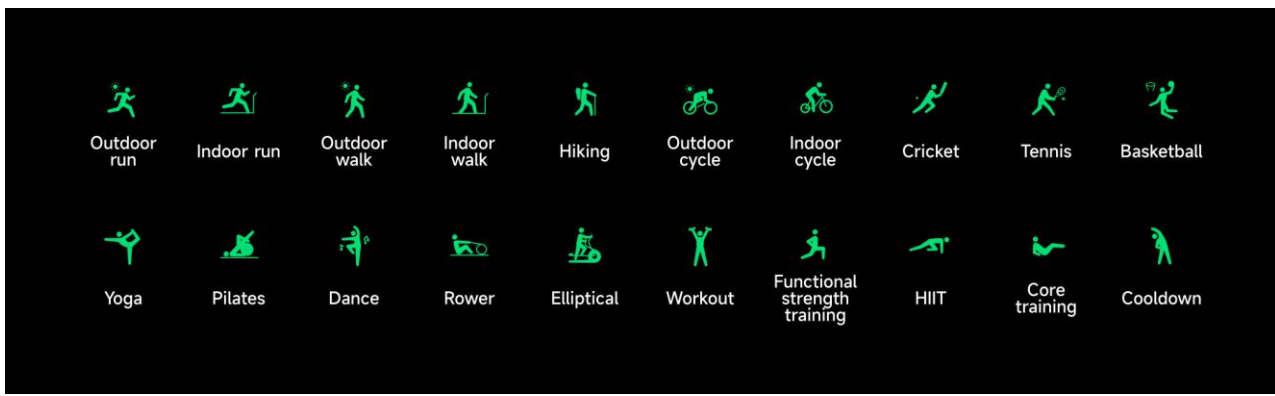 Outdoor
run
Indoor run
Outdoor
walk
Indoor
walk
Hiking
Outdoor
cycle
Indoor
cycle
Cricket
Tennis
Basketball
Yoga
Pilates
Dance
Rower
Elliptical
Workout
Functional
strength
training
HIIT
Core
training
Cooldown